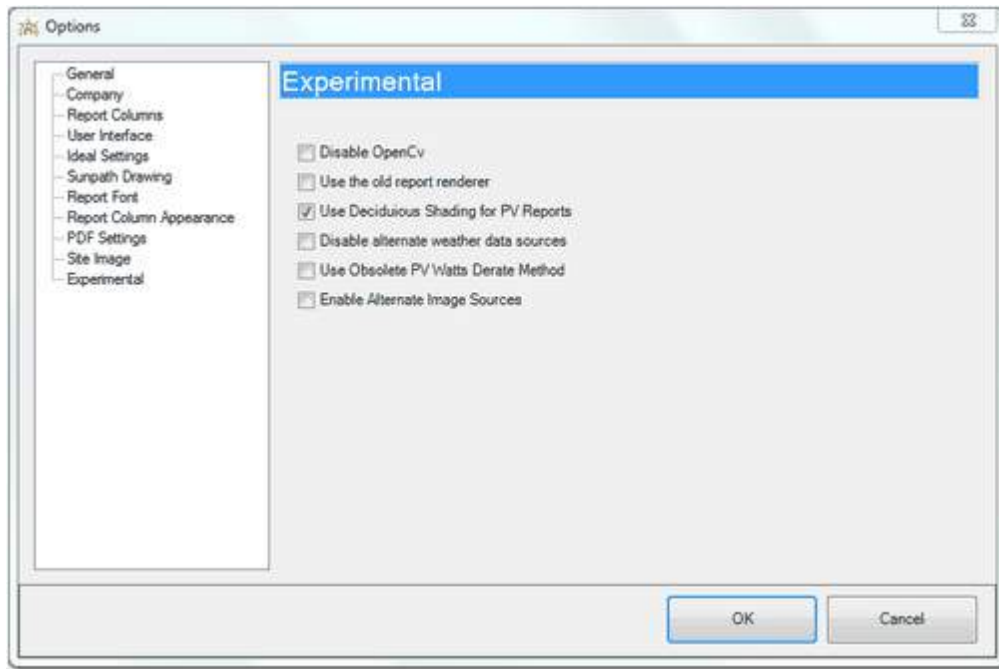 Options
General
Company
Report Columns
User Interface
Ideal Settings
Sunpath Drawing
Report Font
Report Column Appearance
PDF Settings
Site Image
Experimental
Experimental
Disable OpenCv
Use the old report renderer
Use Deciduious Shading for PV Reports
Disable alternate weather data sources
Use Obsolete PV Watts Derate Method
Enable Alternate Image Sources
OK
Cancel